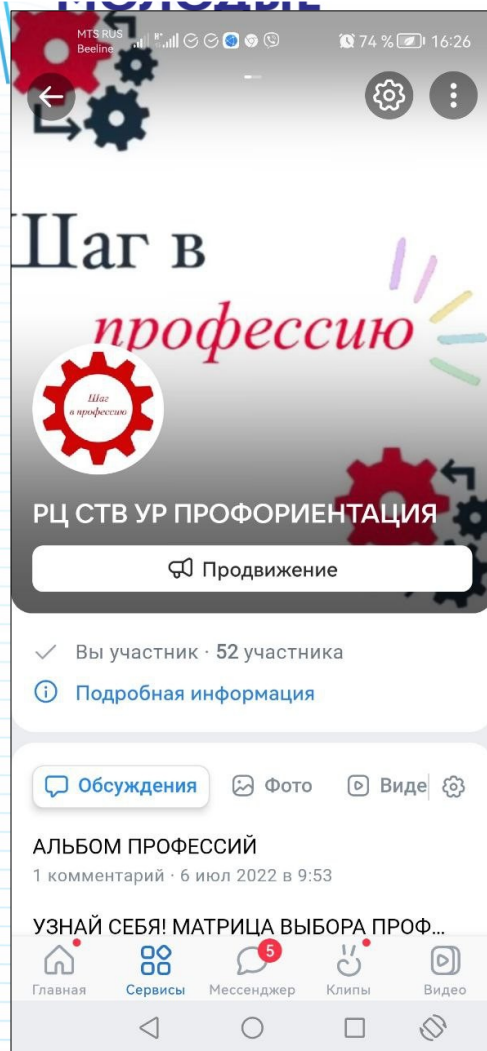 МОЛОДЫЕ
MTS RUS
Beeline
74 % 16:26
Шаг в
профессию
Шаг
в профессию
РЦ СТВ УР ПРОФОРИЕНТАЦИЯ
Продвижение
Вы участник · 52 участника
Подробная информация
Обсуждения Фото Виде
АЛЬБОМ ПРОФЕССИЙ
1 комментарий · 6 июл 2022 в 9:53
УЗНАЙ СЕБЯ! МАТРИЦА ВЫБОРА ПРОФ...
5
Главная Сервисы Мессенджер Клипы Видео